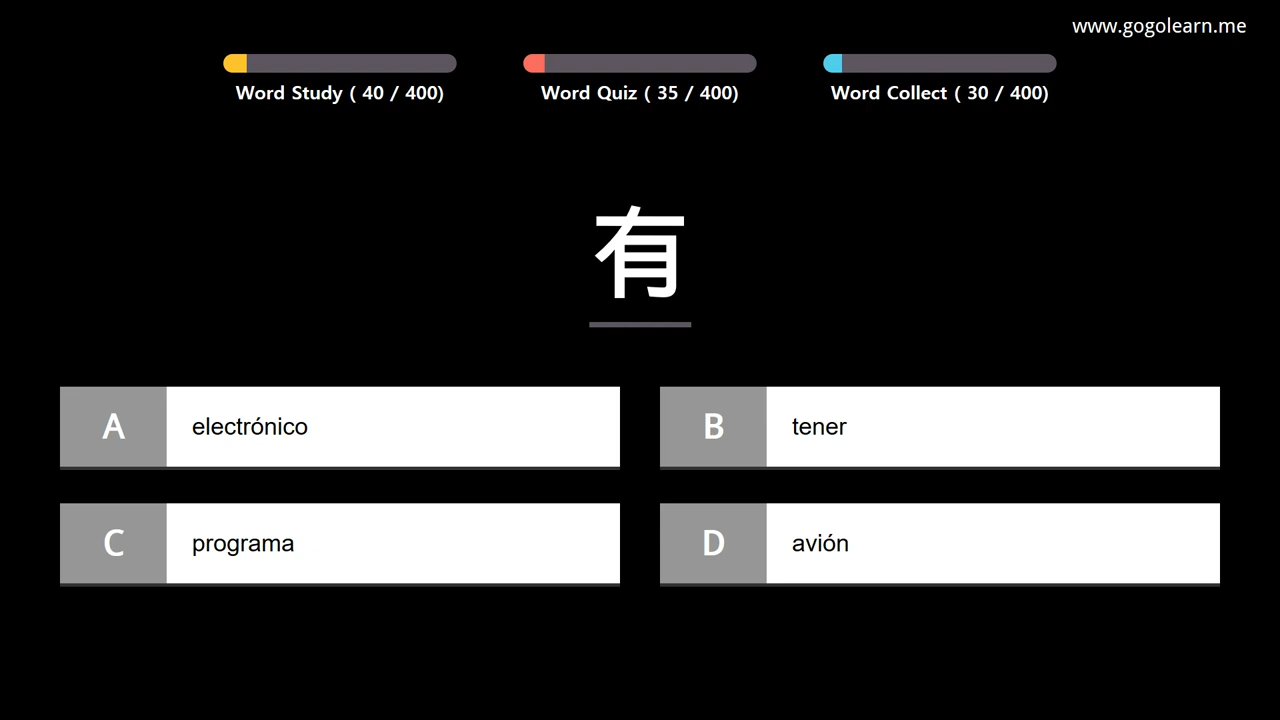 www.gogolearn.me
Word Study ( 40 / 400)
Word Quiz ( 35 / 400)
Word Collect ( 30 / 400)
有
A electrónico
B tener
C programa
D avión